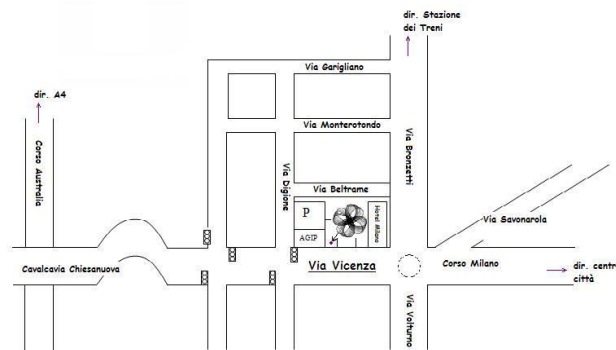 dir. Stazione
dei Treni
Via Garigliano
dir. A4
Via Monterotondo
Corso Australia
Via Digione
Via Bronzetti
Via Beltrame
P
AGIP
Hotel Milano
Via Savonarola
Cavalcavia Chiesanuova
Via Vicenza
Corso Milano
dir. centr
città
Via Volturno